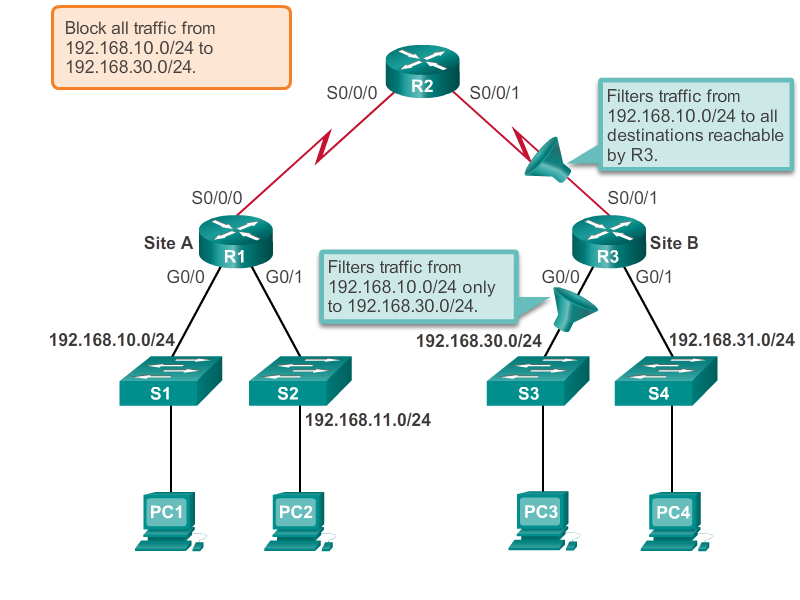 Block all traffic from
192.168.10.0/24 to
192.168.30.0/24.
R2
S0/0/0
S0/0/1
Filters traffic from
192.168.10.0/24 to all
destinations reachable
by R3.
S0/0/0
S0/0/1
Site A
R1
R3
Site B
G0/0
G0/1
Filters traffic from
192.168.10.0/24 only
to 192.168.30.0/24.
G0/0
G0/1
192.168.10.0/24
192.168.30.0/24
192.168.31.0/24
S1
S2
S3
S4
192.168.11.0/24
PC1
PC2
PC3
PC4